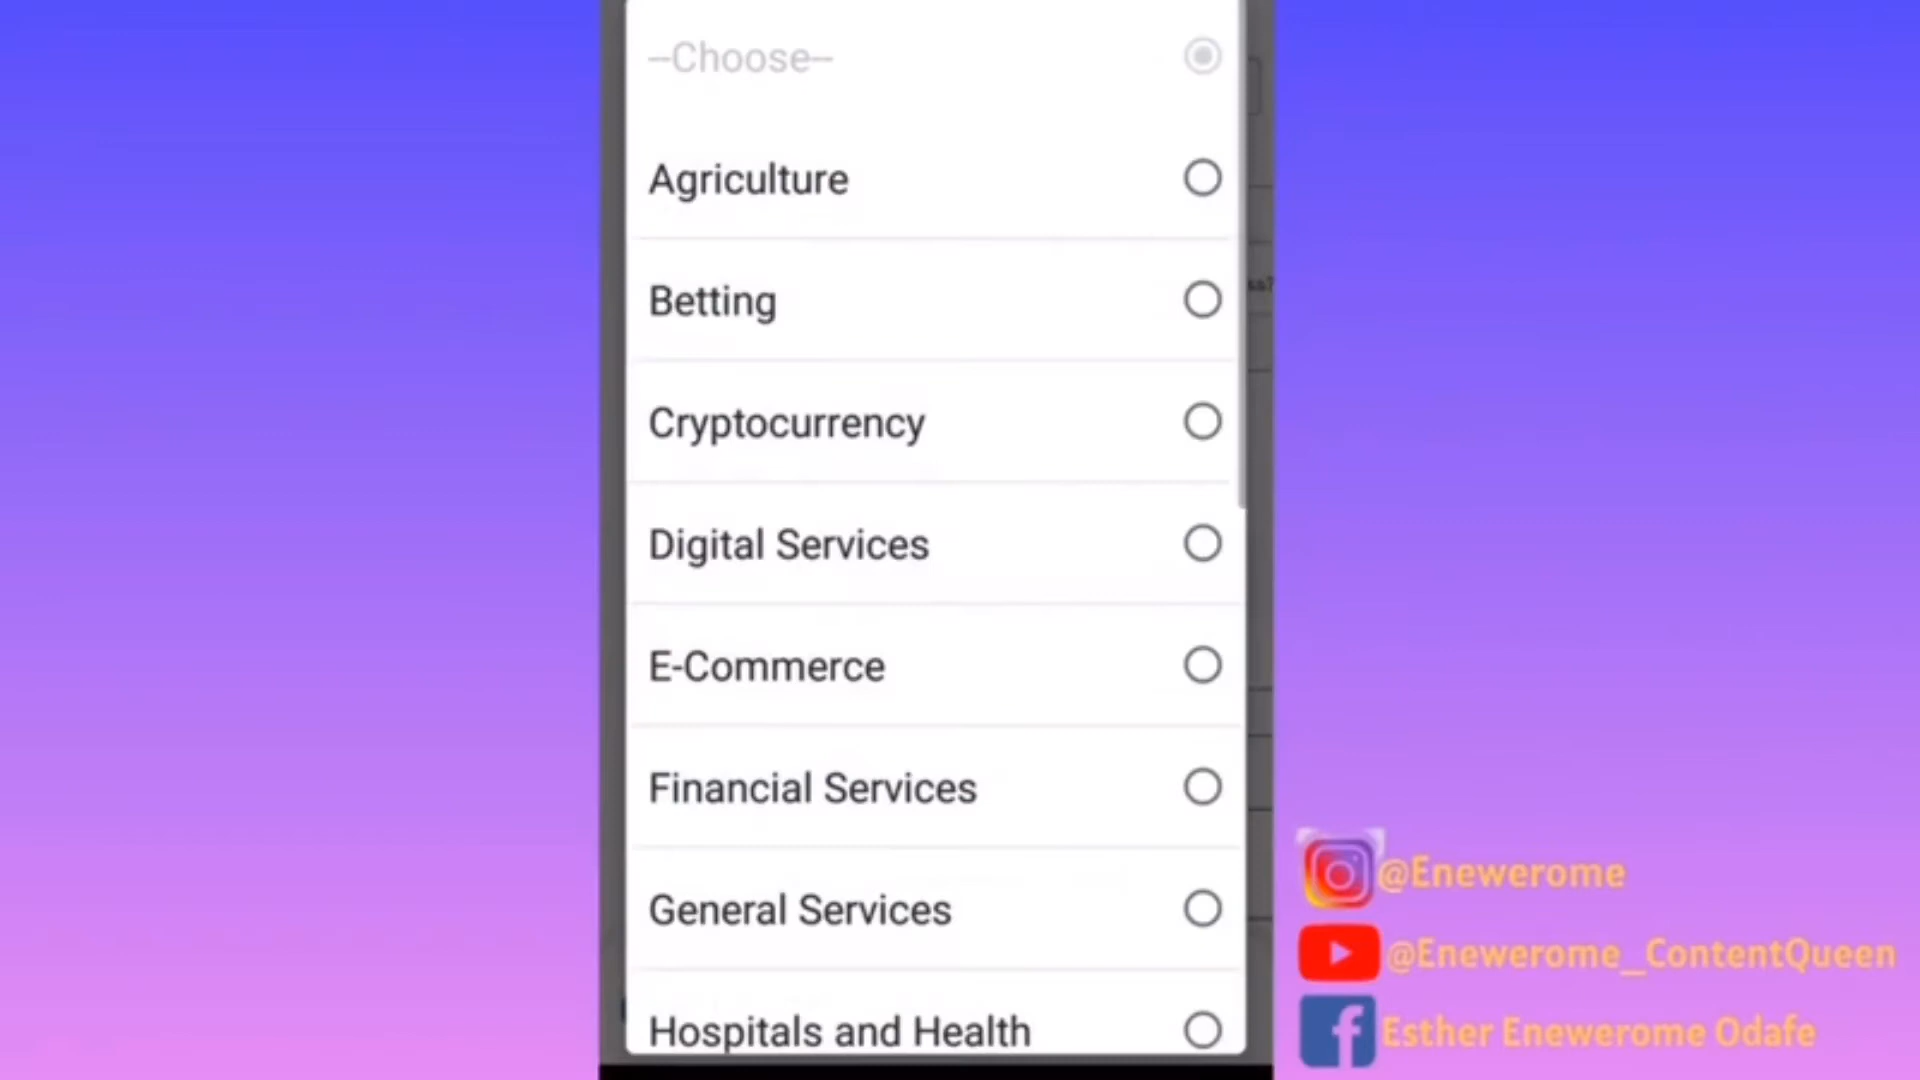 --Choose--
Agriculture
Betting
Cryptocurrency
Digital Services
E-Commerce
Financial Services
General Services
Hospitals and Health
@Enewerome
@Enewerome_ContentQueen
Esther Enewerome Odafe